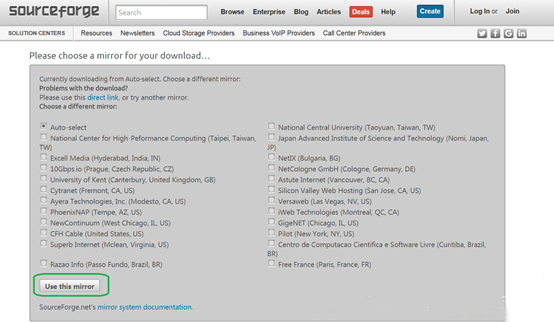 sourceforge
Search
Browse Enterprise Blog Articles Deals Help Create Log In or Join
SOLUTION CENTERS Resources Newsletters Cloud Storage Providers Business VoIP Providers Call Center Providers
Please choose a mirror for your download…
Currently downloading from Auto-select. Choose a different mirror:
Problems with the download?
Please use this direct link, or try another mirror.
Choose a different mirror:
Auto-select
National Center for High-Peformance Computing (Taipei, Taiwan,
TW)
Excell Media (Hyderabad, India, IN)
10Gbps.io (Prague, Czech Republic, CZ)
University of Kent (Canterbury, United Kingdom, GB)
Cytranet (Fremont, CA, US)
Ayera Technologies, Inc. (Modesto, CA, US)
PhoenixNAP (Tempe, AZ, US)
NewContinuum (West Chicago, IL, US)
CFH Cable (United States, US)
Superb Internet (Mclean, Virginia, US)
Razao Info (Passo Fundo, Brazil, BR)
National Central University (Taoyuan, Taiwan, TW)
Japan Advanced Institute of Science and Technology (Nomi, Japan,
JP)
NetIX (Bulgaria, BG)
NetCologne GmbH (Cologne, Germany, DE)
Astute Internet (Vancouver, BC, CA)
Silicon Valley Web Hosting (San Jose, CA, US)
Versaweb (Las Vegas, NV, US)
iWeb Technologies (Montreal, QC, CA)
GigeNET (Chicago, IL, US)
Pilot (New York, NY, US)
Centro de Computacao Cientifica e Software Livre (Curitiba, Brazil,
BR)
Free France (Paris, France, FR)
Use this mirror
SourceForge.net's mirror system documentation.